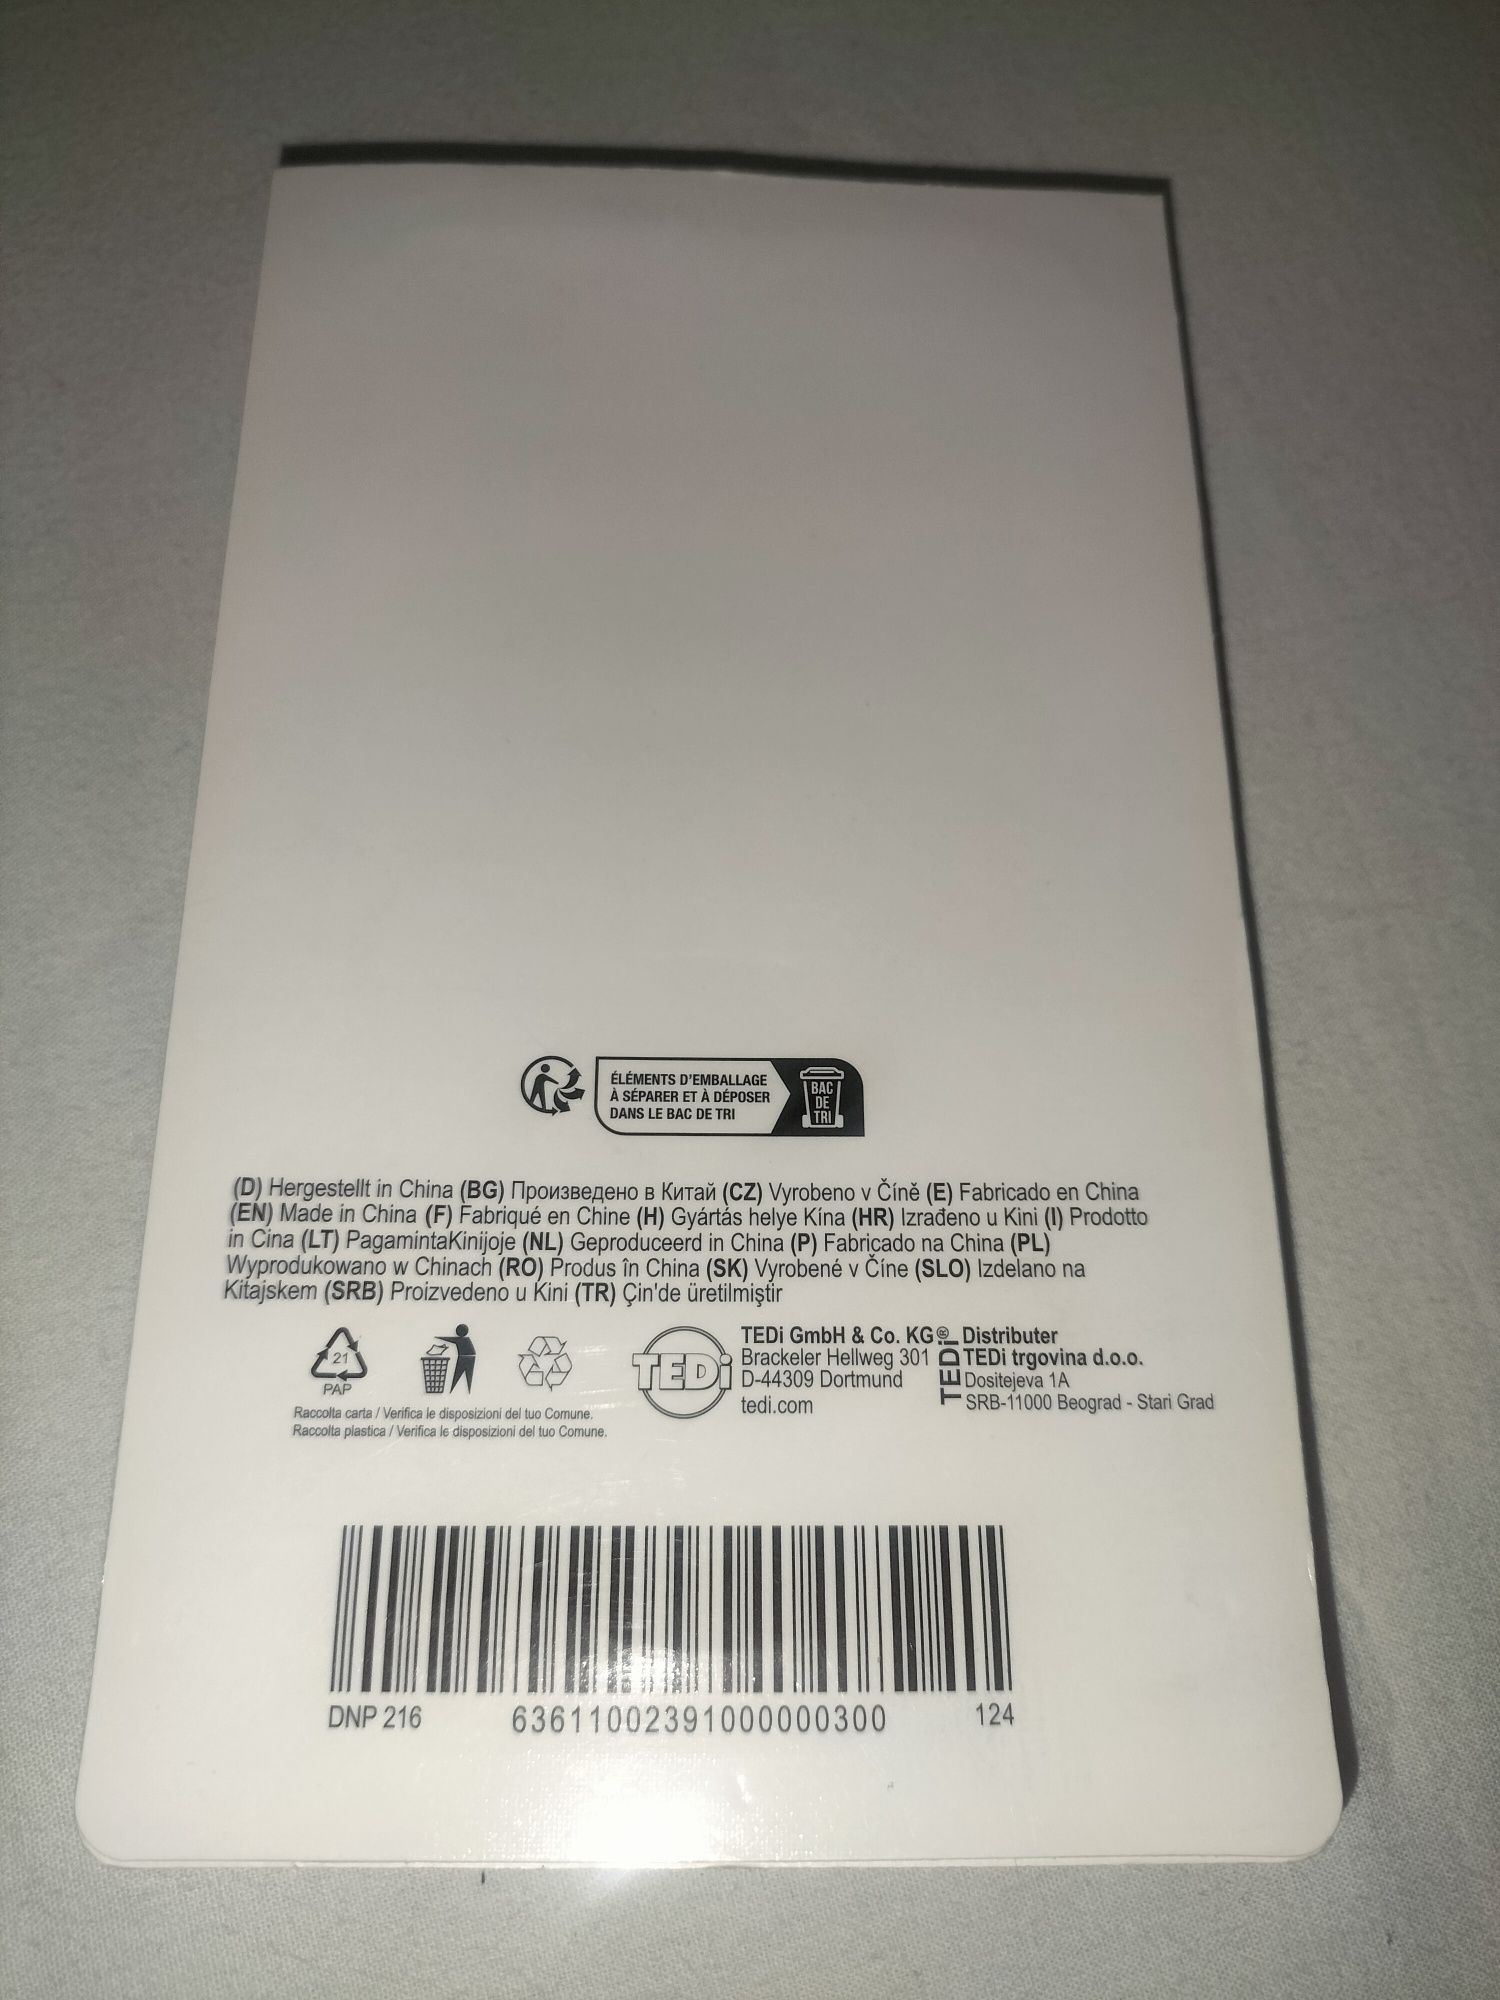 ÉLÉMENTS D'EMBALLAGE
À SÉPARER ET À DÉPOSER
DANS LE BAC DE TRI
BAC
DE
TRI
(D) Hergestellt in China (BG) Произведено в Китай (CZ) Vyrobeno v Číně (E) Fabricado en China
(EN) Made in China (F) Fabriqué en Chine (H) Gyártás helye Kína (HR) Izrađeno u Kini (I) Prodotto
in Cina (LT) PagamintaKinijoje (NL) Geproduceerd in China (P) Fabricado na China (PL)
Wyprodukowano w Chinach (RO) Produs în China (SK) Vyrobené v Číne (SLO) Izdelano na
Kitajskem (SRB) Proizvedeno u Kini (TR) Çin'de üretilmiştir
21
PAP
Raccolta carta / Verifica le disposizioni del tuo Comune.
Raccolta plastica / Verifica le disposizioni del tuo Comune.
TEDi
TEDi GmbH & Co. KG
Brackeler Hellweg 301
D-44309 Dortmund
tedi.com
TEDi®
Distributer
TEDi trgovina d.o.o.
Dositejeva 1A
SRB-11000 Beograd - Stari Grad
DNP 216 63611002391000000300 124